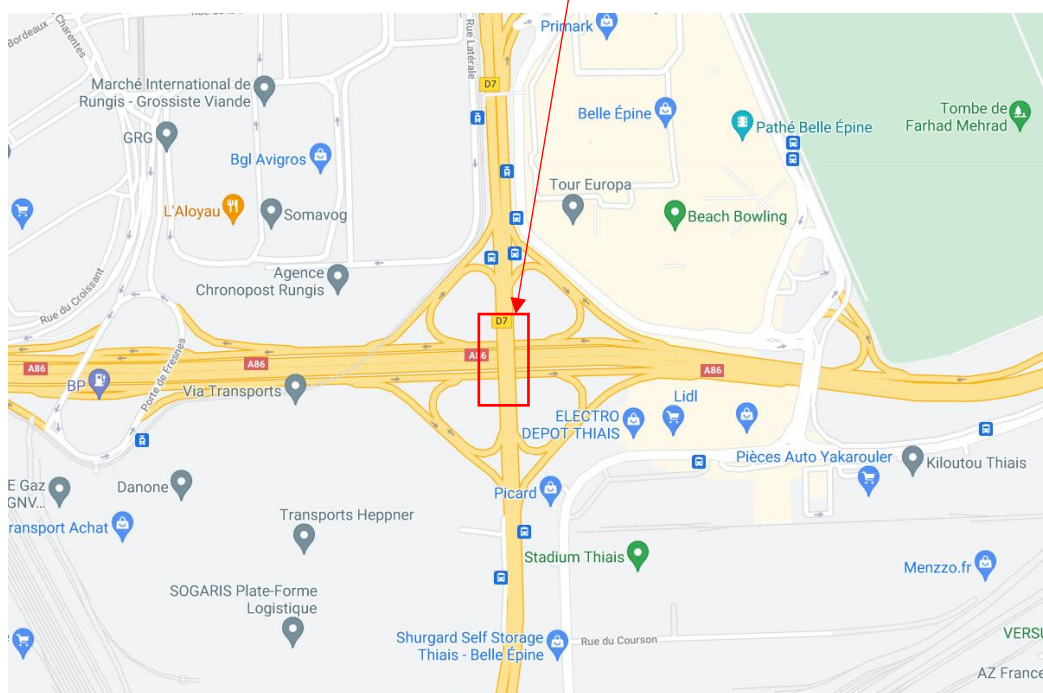 Primark
Bordeaux
Charentes
Rue Latérale
D7
Marché International de
Rungis - Grossiste Viande
Belle Épine
Tombe de
Farhad Mehrad
GRG
Pathé Belle Épine
Bgl Avigros
Tour Europa
L'Aloyau
Somavog
Beach Bowling
Agence
Chronopost Rungis
Rue du Croissant
D7
A86
A86
A86
A86
BP
Porte de Fresnes
Via Transports
Lidl
ELECTRO
DEPOT THIAIS
Pièces Auto Yakarouler
Kiloutou Thiais
E Gaz
GNV...
Danone
Picard
ransport Achat
Transports Heppner
Stadium Thiais
Menzzo.fr
SOGARIS Plate-Forme
Logistique
Shurgard Self Storage
Thiais - Belle Épine
Rue du Courson
VERSU
AZ France